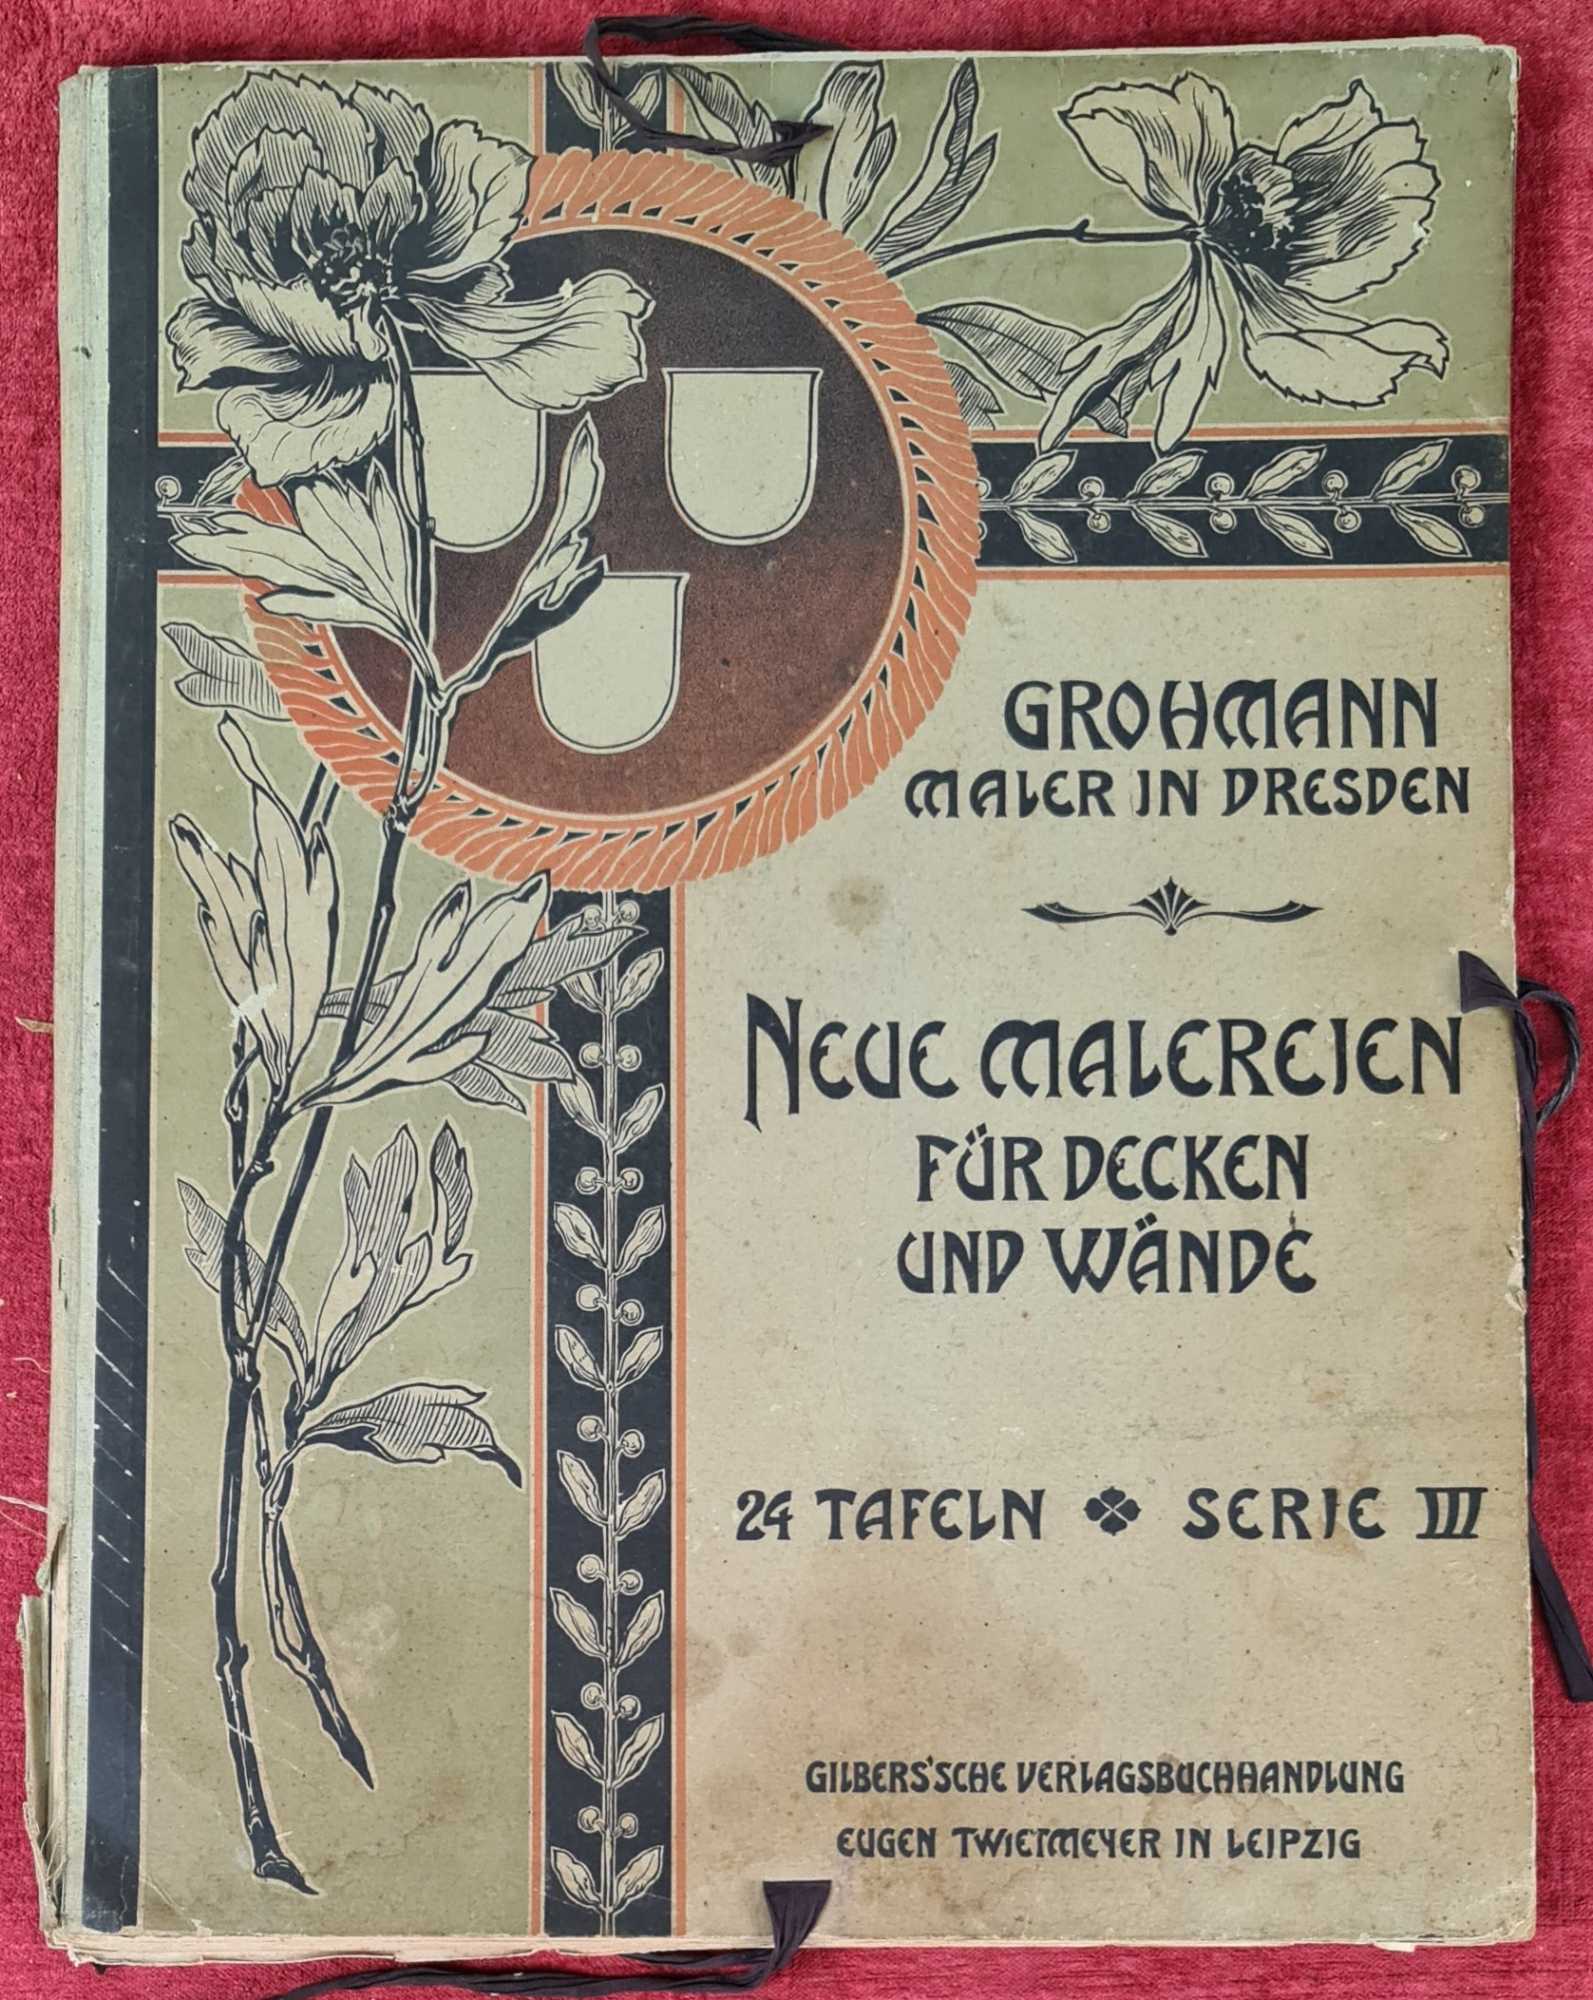 GROHMANN
MALER IN DRESDEN
NEUE MALEREIEN
FÜR DECKEN
UND WÄNDE
24 TAFELN ✤ SERIE III
GILBERS'SCHE VERLAGSBUCHHANDLUNG
EUGEN TWIETMEYER IN LEIPZIG